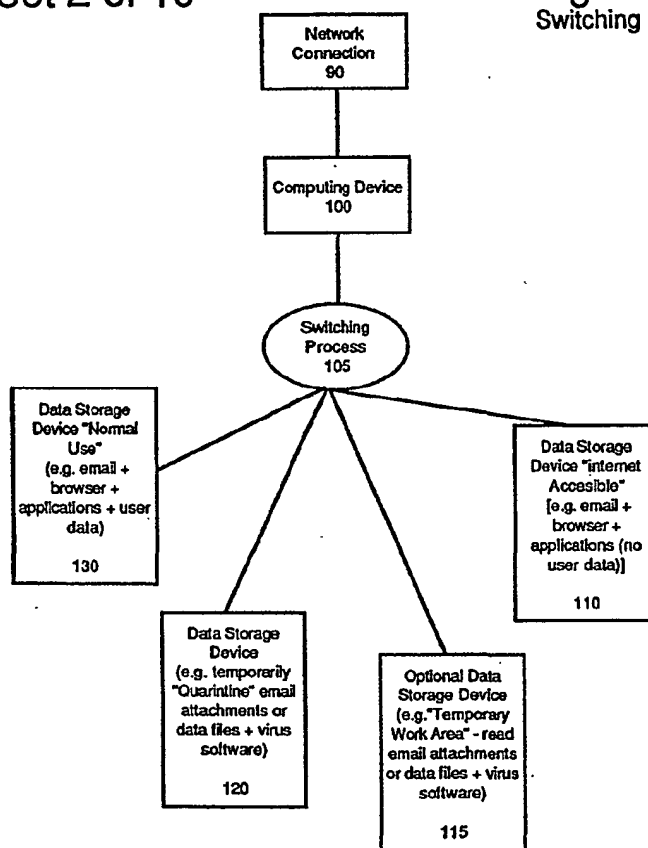 Switching
Network
Connection
90
Computing Device
100
Switching
Process
105
Data Storage
Device "Normal
Use"
(e.g. email +
browser +
applications + user
data)
130
Data Storage
Device
(e.g. temporarily
"Quarintine" email
attachments or
data files + virus
software)
120
Optional Data
Storage Device
(e.g."Temporary
Work Area" - read
email attachments
or data files + virus
software)
115
Data Storage
Device "internet
Accesible"
[e.g. email +
browser +
applications (no
user data)]
110